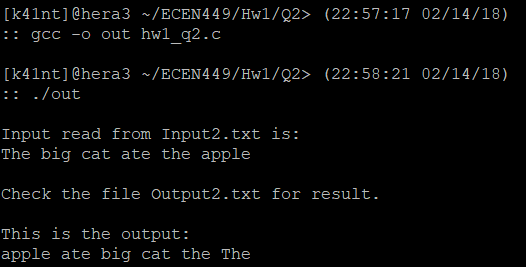 [k41nt]@hera3 ~/ECEN449/Hw1/Q2> (22:57:17 02/14/18)
:: gcc -o out hw1_q2.c
[k41nt]@hera3 ~/ECEN449/Hw1/Q2> (22:58:21 02/14/18)
:: ./out
Input read from Input2.txt is:
The big cat ate the apple
Check the file Output2.txt for result.
This is the output:
apple ate big cat the The